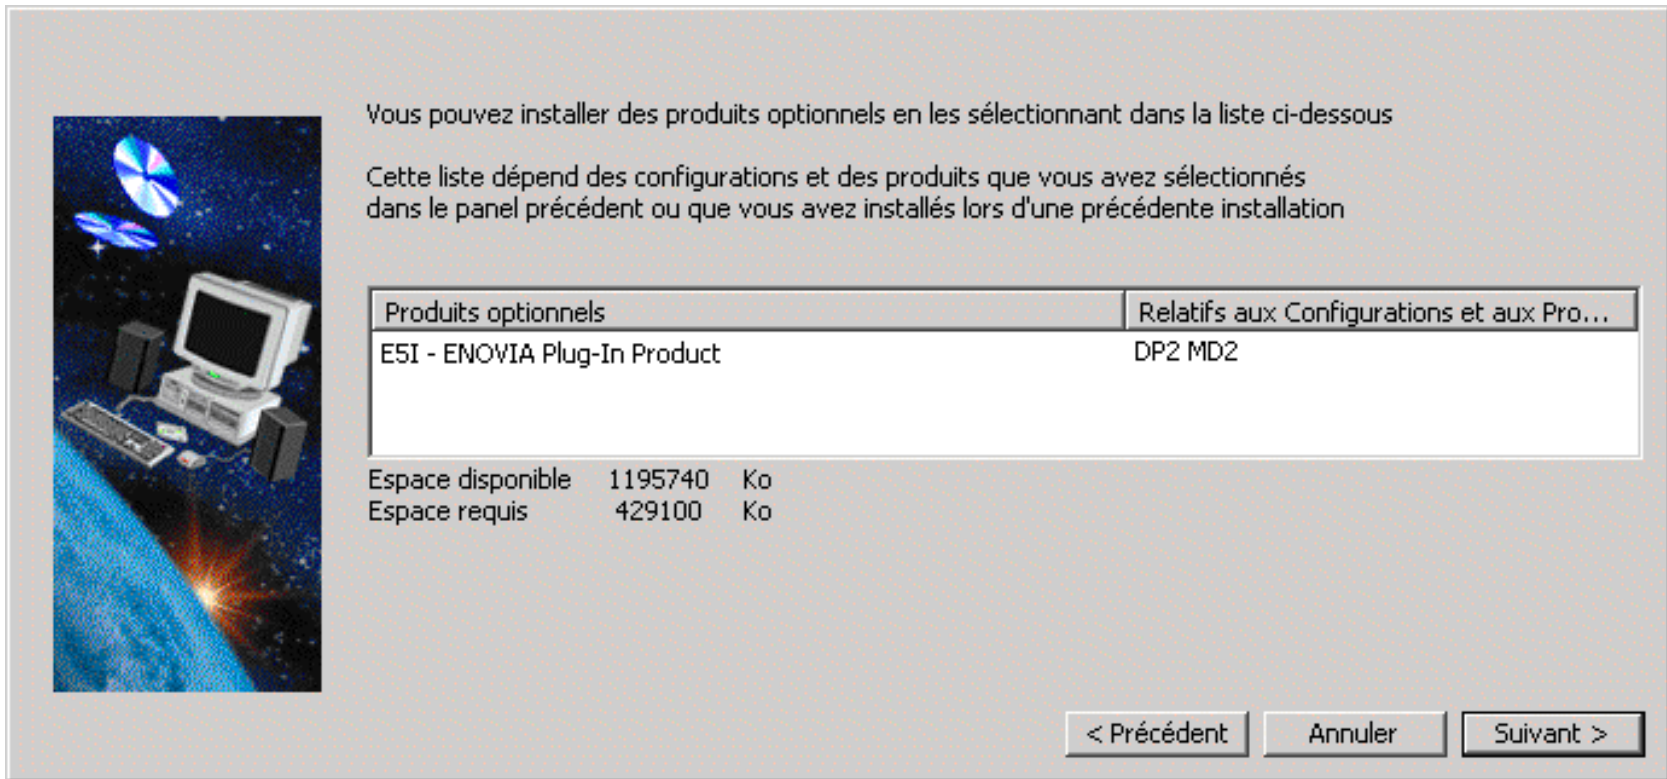 Vous pouvez installer des produits optionnels en les sélectionnant dans la liste ci-dessous
Cette liste dépend des configurations et des produits que vous avez sélectionnés
dans le panel précédent ou que vous avez installés lors d'une précédente installation
Produits optionnels Relatifs aux Configurations et aux Pro...
E5I - ENOVIA Plug-In Product DP2 MD2
Espace disponible 1195740 Ko
Espace requis 429100 Ko
< Précédent Annuler Suivant >